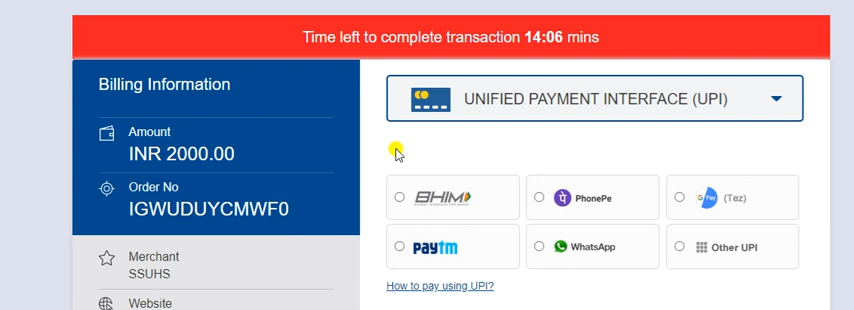 Time left to complete transaction 14:06 mins
Billing Information
Amount
INR 2000.00
Order No
IGWUDUYCMWF0
Merchant
SSUHS
Website
UNIFIED PAYMENT INTERFACE (UPI)
BHIM
पे PhonePe
G Pay (Tez)
paytm
WhatsApp
Other UPI
How to pay using UPI?